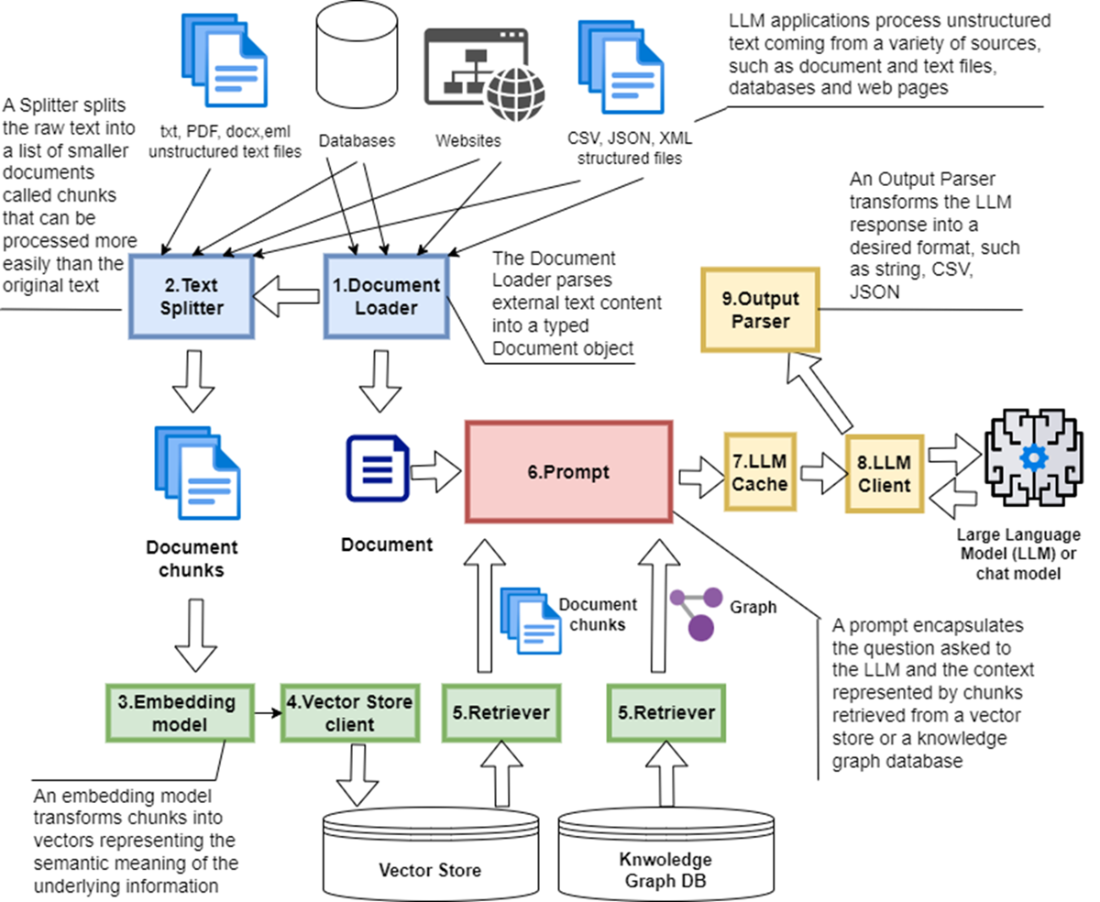 LLM applications process unstructured
text coming from a variety of sources,
such as document and text files,
databases and web pages
A Splitter splits
the raw text into
a list of smaller
documents
called chunks
that can be
processed more
easily than the
original text
txt, PDF, docx,eml
unstructured text files
Databases
Websites
CSV, JSON, XML
structured files
An Output Parser
transforms the LLM
response into a
desired format, such
as string, CSV,
JSON
2.Text
Splitter
1.Document
Loader
The Document
Loader parses
external text content
into a typed
Document object
9.Output
Parser
6.Prompt
7.LLM
Cache
8.LLM
Client
Document
chunks
Document
Large Language
Model (LLM) or
chat model
Document
chunks
Graph
A prompt encapsulates
the question asked to
the LLM and the context
represented by chunks
retrieved from a vector
store or a knowledge
graph database
3.Embedding
model
4.Vector Store
client
5.Retriever
5.Retriever
An embedding model
transforms chunks into
vectors representing the
semantic meaning of the
underlying information
Vector Store
Knwoledge
Graph DB